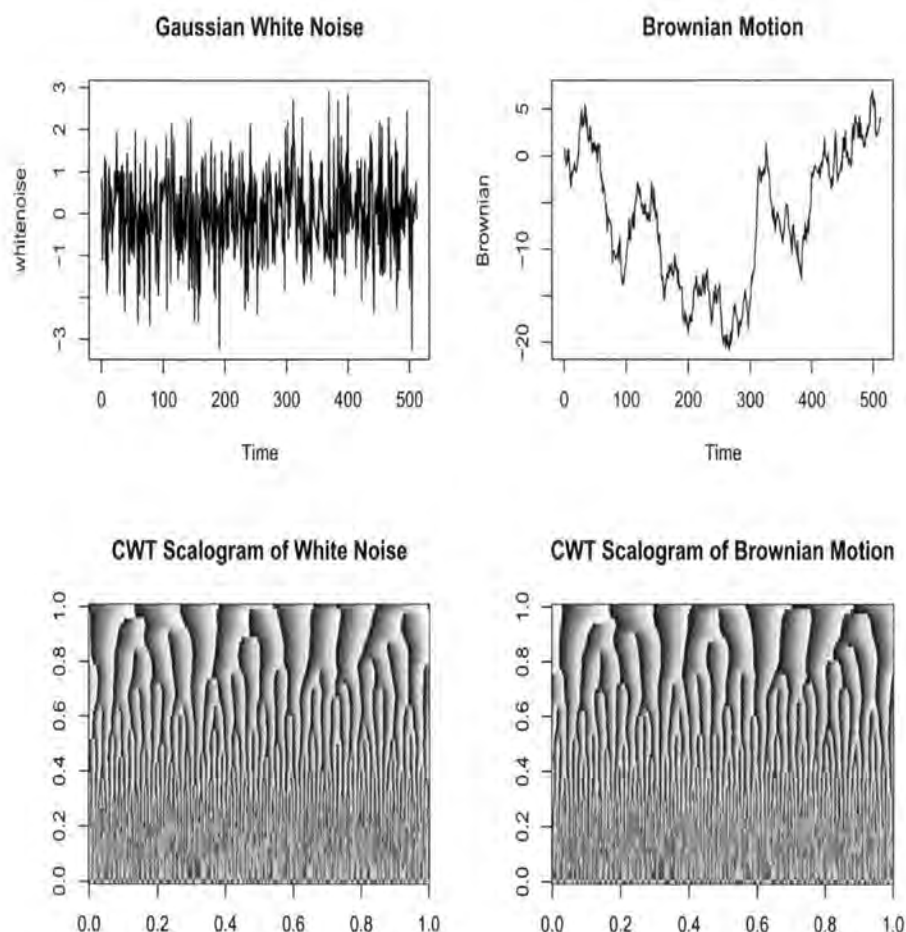 Gaussian White Noise
Brownian Motion
3
2
1
0
−1
−3
whitenoise
0 100 200 300 400 500
Time
5
0
−10
−20
Brownian
0 100 200 300 400 500
Time
CWT Scalogram of White Noise
CWT Scalogram of Brownian Motion
1.0
0.8
0.6
0.4
0.2
0.0
0.0 0.2 0.4 0.6 0.8 1.0
1.0
0.8
0.6
0.4
0.2
0.0
0.0 0.2 0.4 0.6 0.8 1.0